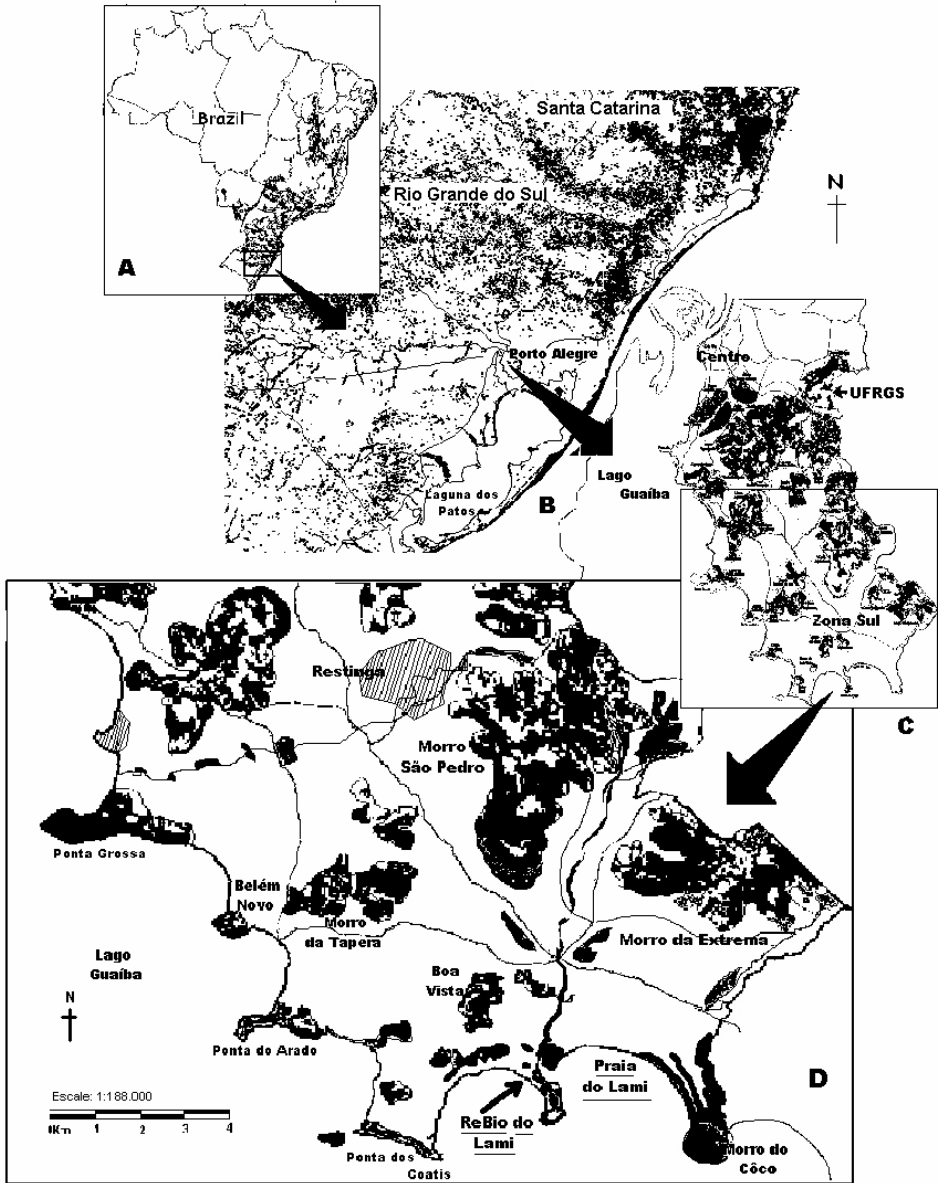 Brazil
A
Santa Catarina
Rio Grande do Sul
N
Porto Alegre
Laguna dos
Patos
B
Centro
UFRGS
Lago
Guaíba
Zona Sul
C
Restinga
Morro
São Pedro
Ponta Grossa
Belém
Novo
Morro
da Tapera
Morro da Extrema
Lago
Guaíba
N
Boa
Vista
Ponta do Arado
Praia
do Lami
D
Escale: 1:188.000
0Km 1 2 3 4
ReBio do
Lami
Ponta dos
Goatis
Morro do
Côco